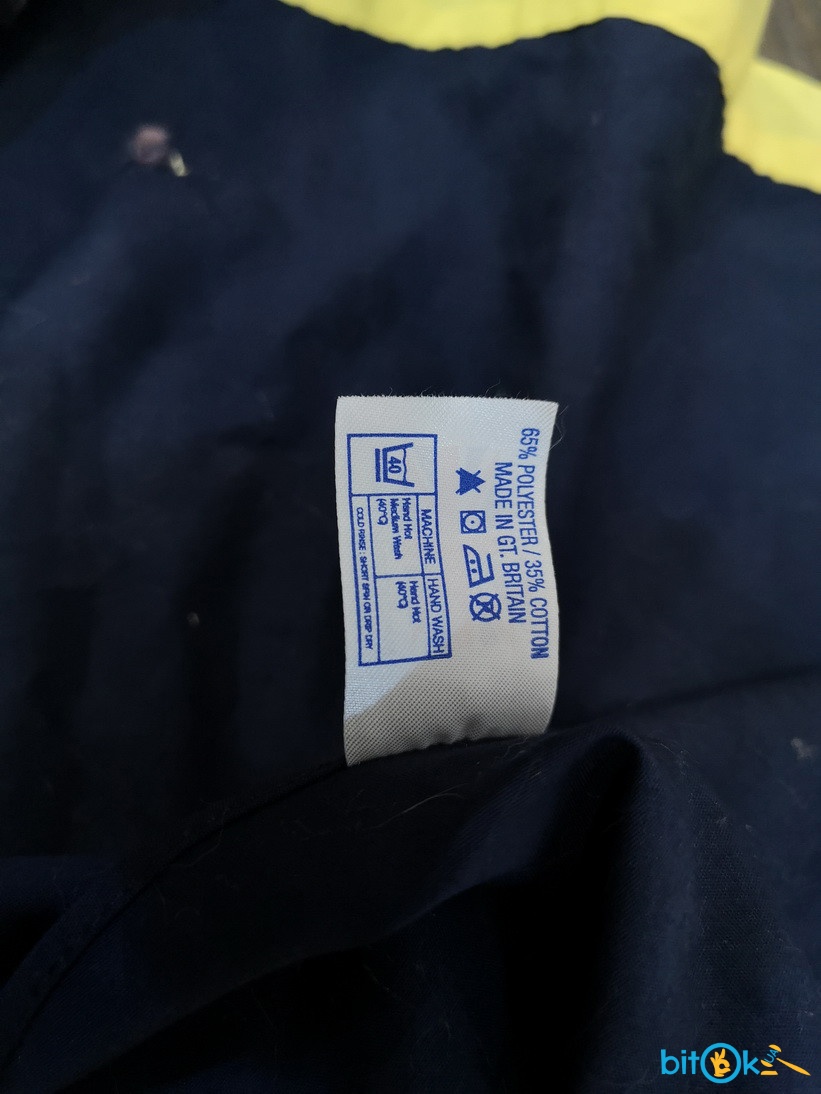 65% POLYESTER / 35% COTTON
MADE IN GT. BRITAIN
MACHINE
HAND WASH
40
Hand Hot
Medium Wash
(40°C)
Hand Hot
(40°C)
COLD RINSE : SHORT SPIN OR DRIP DRY
bitOk
UA